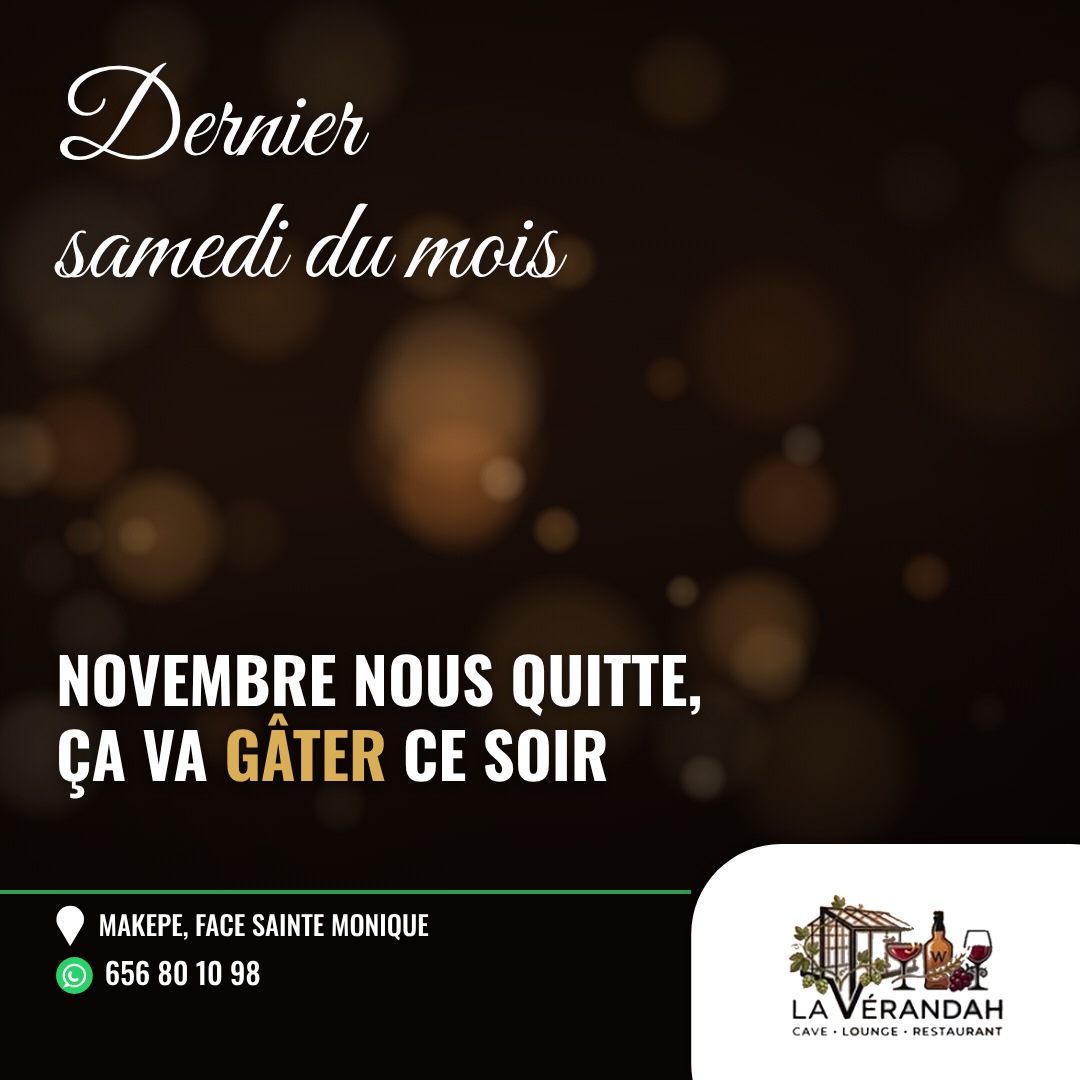 Dernier
samedi du mois
NOVEMBRE NOUS QUITTE,
ÇA VA GÂTER CE SOIR
MAKEPE, FACE SAINTE MONIQUE
656 80 10 98
W
LA VÉRANDAH
CAVE · LOUNGE · RESTAURANT